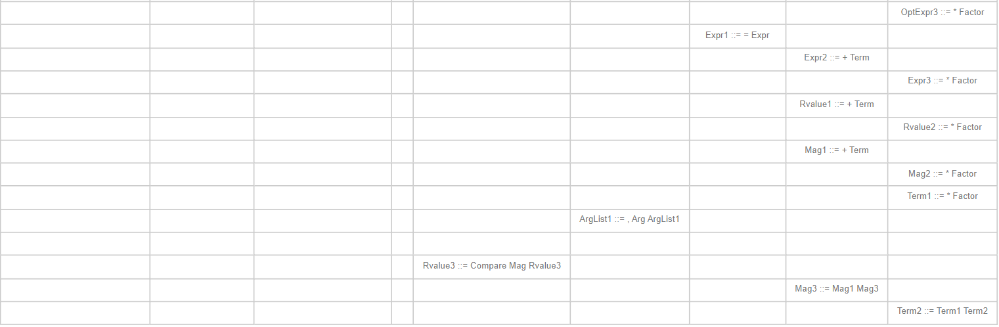 OptExpr3 ::= * Factor
Expr1 ::= = Expr
Expr2 ::= + Term
Expr3 ::= * Factor
Rvalue1 ::= + Term
Rvalue2 ::= * Factor
Mag1 ::= + Term
Mag2 ::= * Factor
Term1 ::= * Factor
ArgList1 ::= , Arg ArgList1
Rvalue3 ::= Compare Mag Rvalue3
Mag3 ::= Mag1 Mag3
Term2 ::= Term1 Term2